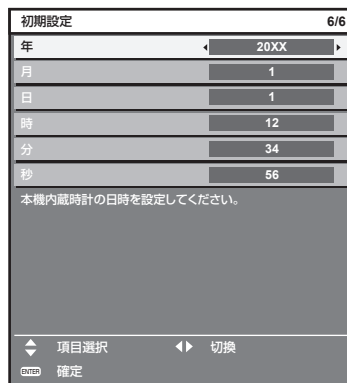 初期設定 6/6
年 20XX
月 1
日 1
時 12
分 34
秒 56
本機内蔵時計の日時を設定してください。
項目選択 切換
ENTER 確定